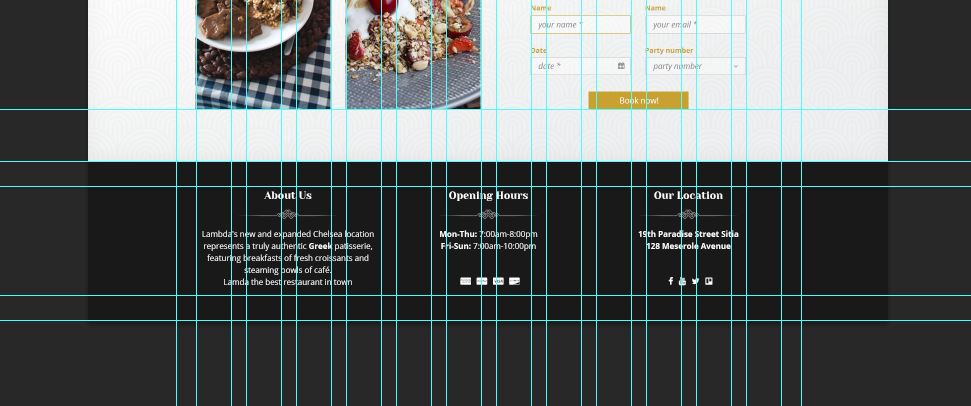 Name
Name
your name *
your email *
Date
Party number
date *
party number
Book now!
About Us
Lambda's new and expanded Chelsea location
represents a truly authentic Greek patisserie,
featuring breakfasts of fresh croissants and
steaming bowls of café.
Lamda the best restaurant in town
Opening Hours
Mon-Thu: 7:00am-8:00pm
Fri-Sun: 7:00am-10:00pm
Our Location
19th Paradise Street Sitia
128 Meserole Avenue